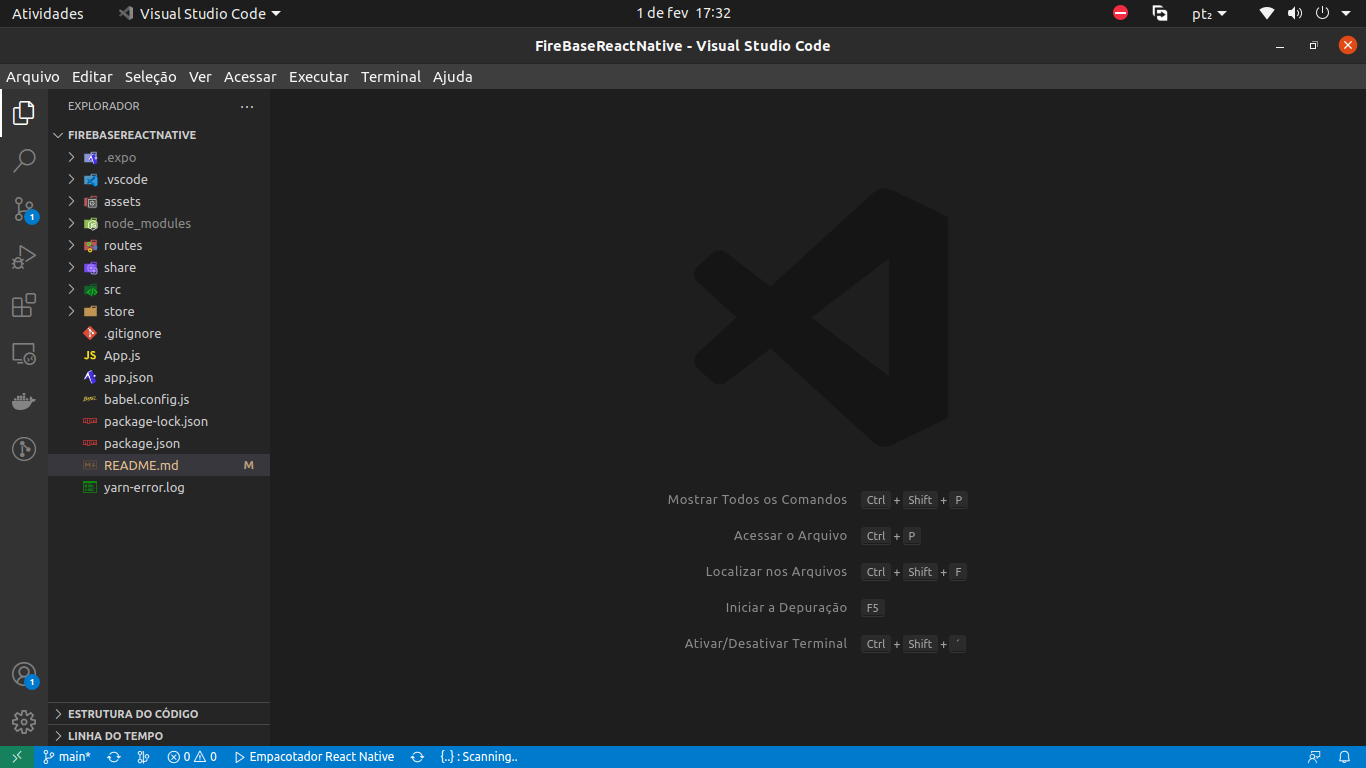 Atividades Visual Studio Code 1 de fev 17:32 pt₂
FireBaseReactNative - Visual Studio Code
Arquivo Editar Seleção Ver Acessar Executar Terminal Ajuda
EXPLORADOR ...
FIREBASEREACTNATIVE
.expo
.vscode
assets
node_modules
routes
share
src
store
.gitignore
JS App.js
app.json
babel.config.js
package-lock.json
package.json
README.md M
yarn-error.log
1
1
Mostrar Todos os Comandos Ctrl + Shift + P
Acessar o Arquivo Ctrl + P
Localizar nos Arquivos Ctrl + Shift + F
Iniciar a Depuração F5
Ativar/Desativar Terminal Ctrl + Shift + ´
ESTRUTURA DO CÓDIGO
LINHA DO TEMPO
main* 0 0 Empacotador React Native {..} : Scanning..